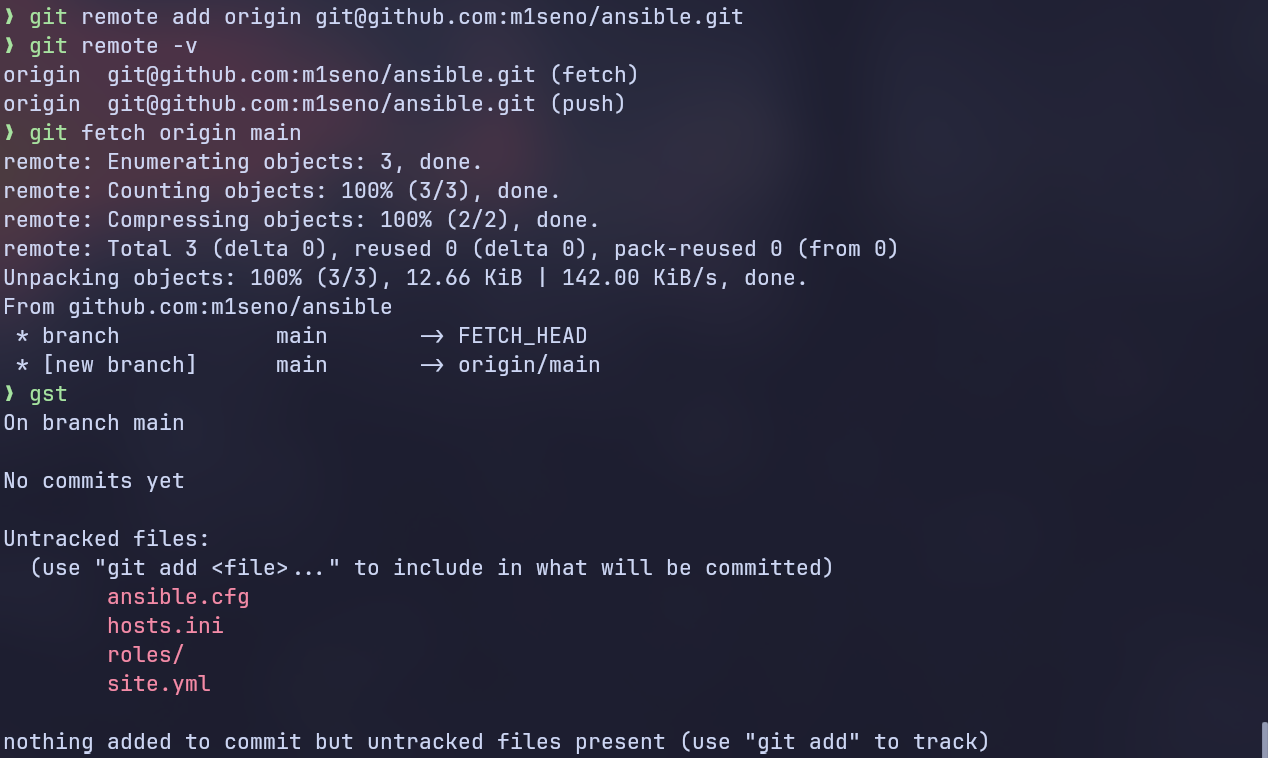 ❱ git remote add origin git@github.com:m1seno/ansible.git
❱ git remote -v
origin  git@github.com:m1seno/ansible.git (fetch)
origin  git@github.com:m1seno/ansible.git (push)
❱ git fetch origin main
remote: Enumerating objects: 3, done.
remote: Counting objects: 100% (3/3), done.
remote: Compressing objects: 100% (2/2), done.
remote: Total 3 (delta 0), reused 0 (delta 0), pack-reused 0 (from 0)
Unpacking objects: 100% (3/3), 12.66 KiB | 142.00 KiB/s, done.
From github.com:m1seno/ansible
 * branch            main       -> FETCH_HEAD
 * [new branch]      main       -> origin/main
❱ gst
On branch main

No commits yet

Untracked files:
  (use "git add <file>..." to include in what will be committed)
        ansible.cfg
        hosts.ini
        roles/
        site.yml

nothing added to commit but untracked files present (use "git add" to track)